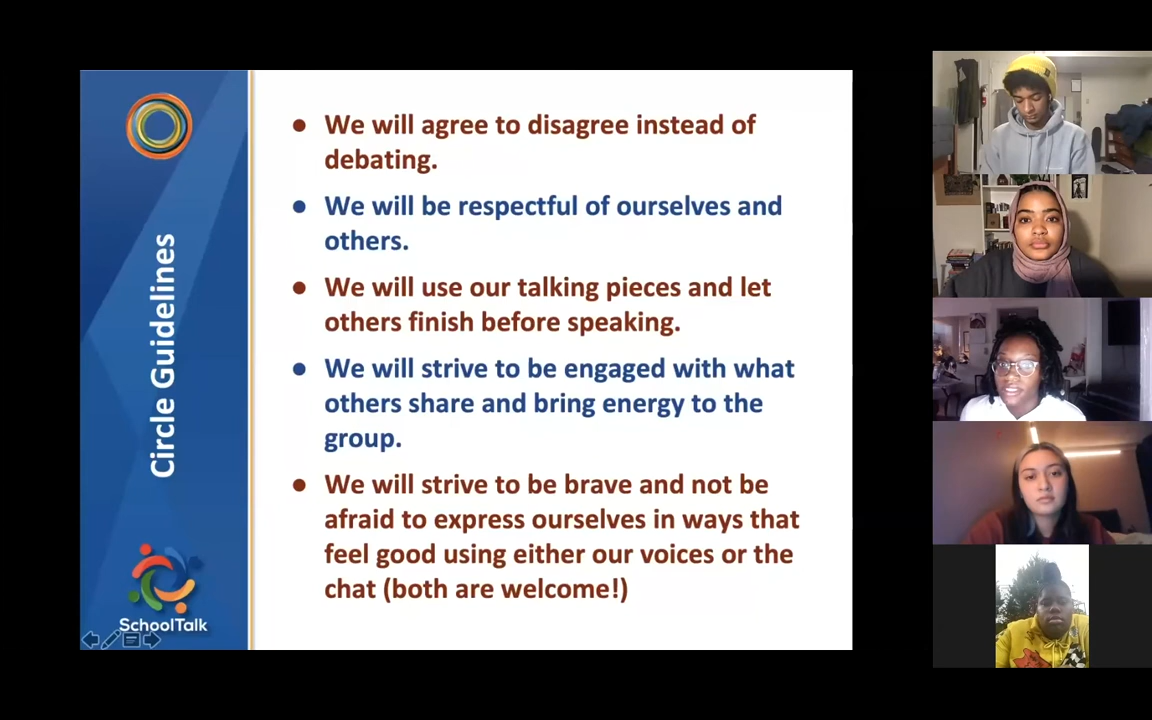 Circle Guidelines
SchoolTalk
● We will agree to disagree instead of
debating.
● We will be respectful of ourselves and
others.
● We will use our talking pieces and let
others finish before speaking.
● We will strive to be engaged with what
others share and bring energy to the
group.
● We will strive to be brave and not be
afraid to express ourselves in ways that
feel good using either our voices or the
chat (both are welcome!)